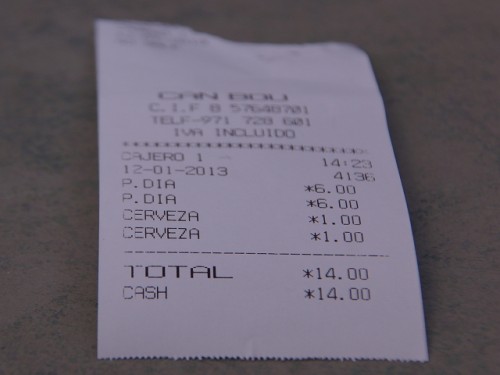 CAN BOU
C.I.F B 57648701
TELF-971 728 601
IVA INCLUIDO
CAJERO 1 14:23
12-01-2013 4136
P.DIA *6.00
P.DIA *6.00
CERVEZA *1.00
CERVEZA *1.00
TOTAL *14.00
CASH *14.00